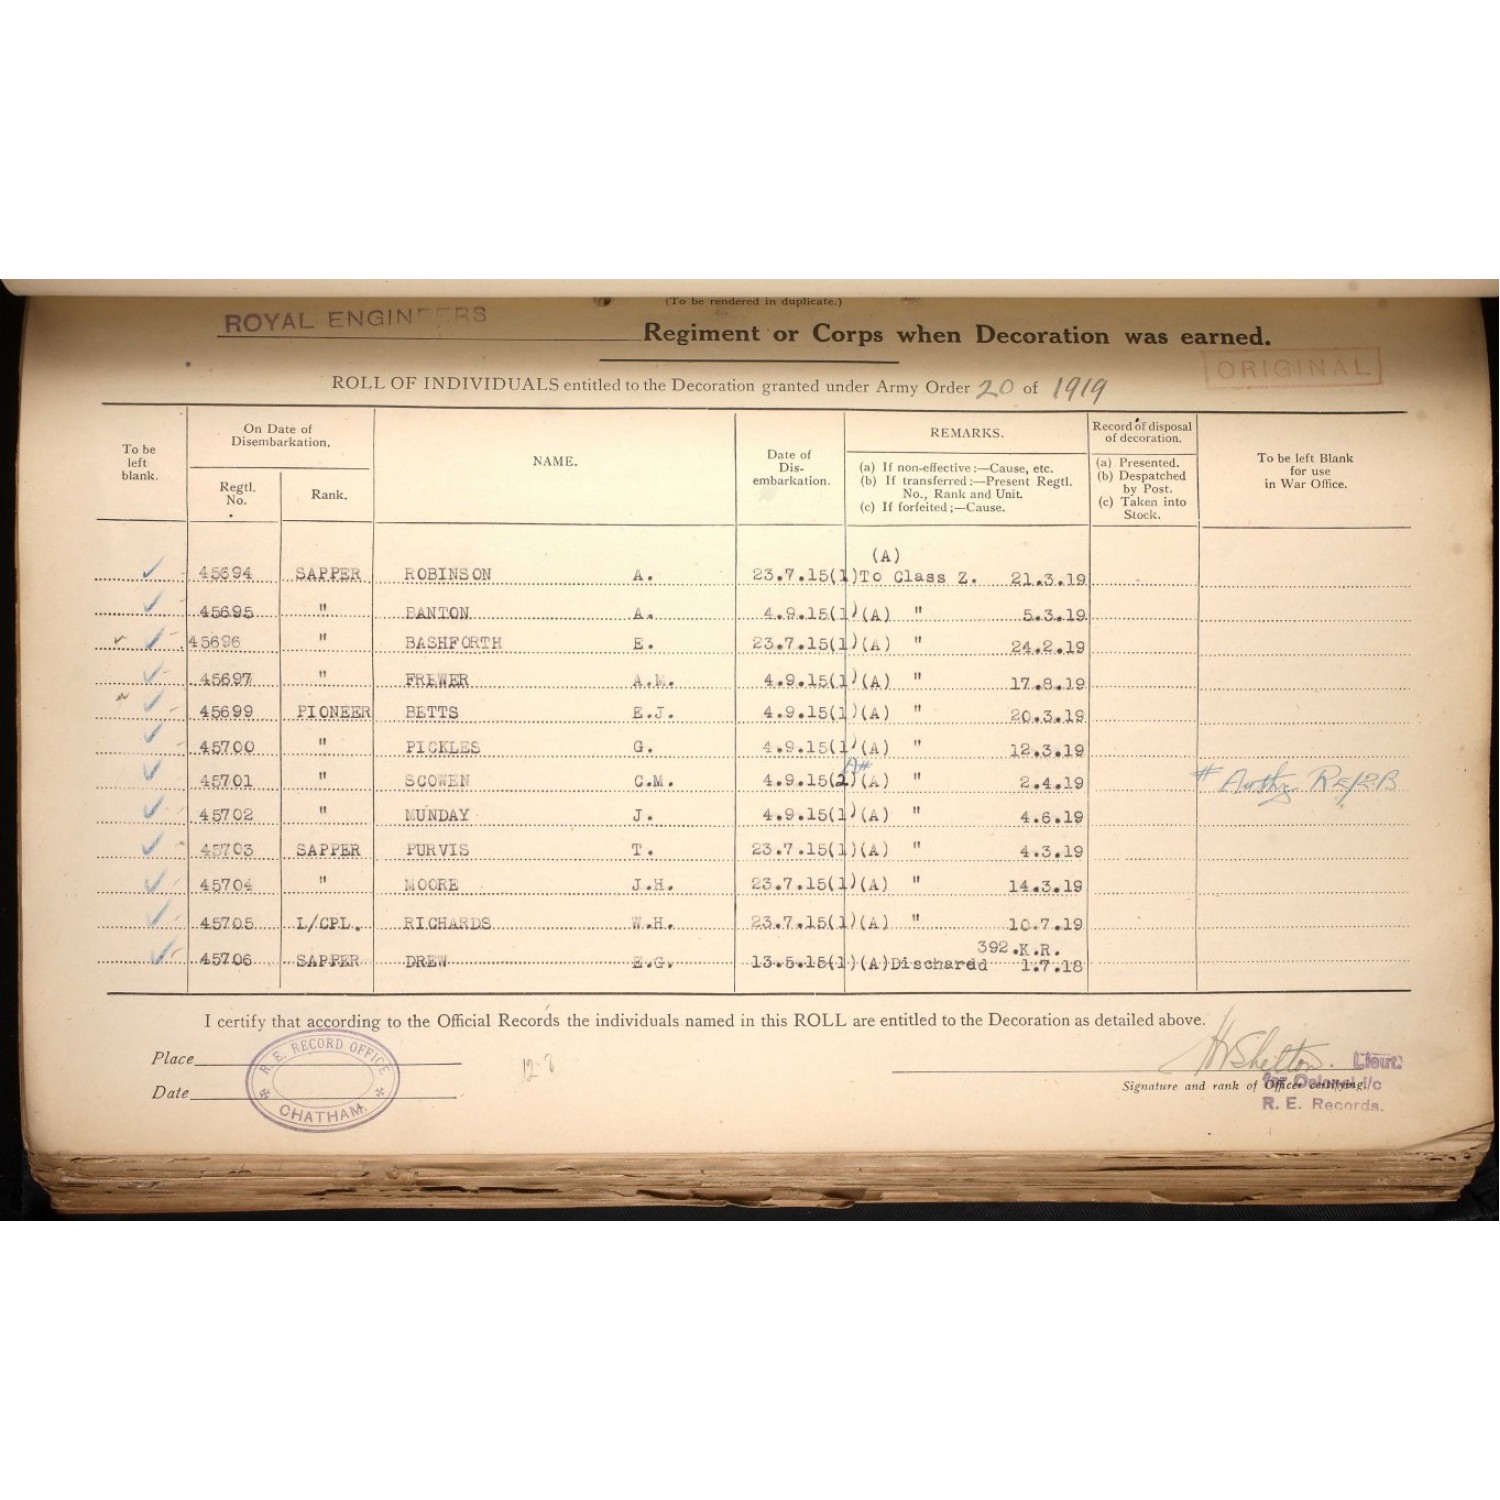 (To be rendered in duplicate.)
ROYAL ENGINEERS Regiment or Corps when Decoration was earned.
ORIGINAL
ROLL OF INDIVIDUALS entitled to the Decoration granted under Army Order 20 of 1919
To be left blank.
On Date of Disembarkation.
Regtl. No.
Rank.
NAME.
Date of Dis-embarkation.
REMARKS.
(a) If non-effective:—Cause, etc.
(b) If transferred:—Present Regtl. No., Rank and Unit.
(c) If forfeited;—Cause.
Record of disposal of decoration.
(a) Presented.
(b) Despatched by Post.
(c) Taken into Stock.
To be left Blank for use in War Office.
(A)
45694 SAPPER ROBINSON A. 23.7.15(1) To Class Z. 21.3.19
45695 " BANTON A. 4.9.15(1) (A) " 5.3.19
45696 " BASHFORTH E. 23.7.15(1) (A) " 24.2.19
45697 " FREWER A.M. 4.9.15(1) (A) " 17.8.19
45699 PIONEER BETTS E.J. 4.9.15(1) (A) " 20.3.19
45700 " PICKLES G. 4.9.15(1) (A) " 12.3.19
45701 " SCOWEN C.M. 4.9.15(2) (A) " 2.4.19 # Authy RE/2B
45702 " MUNDAY J. 4.9.15(1) (A) " 4.6.19
45703 SAPPER PURVIS T. 23.7.15(1) (A) " 4.3.19
45704 " MOORE J.H. 23.7.15(1) (A) " 14.3.19
45705 L/CPL. RICHARDS W.H. 23.7.15(1) (A) " 10.7.19
392.K.R.
45706 SAPPER DREW E.G. 13.5.15(1) (A) Dischared 1.7.18
I certify that according to the Official Records the individuals named in this ROLL are entitled to the Decoration as detailed above.
Place
Date
R. E. RECORD OFFICE
CHATHAM.
H Shelton. Lieut.
Signature and rank of Officer certifying.
for Colonel i/c
R. E. Records.